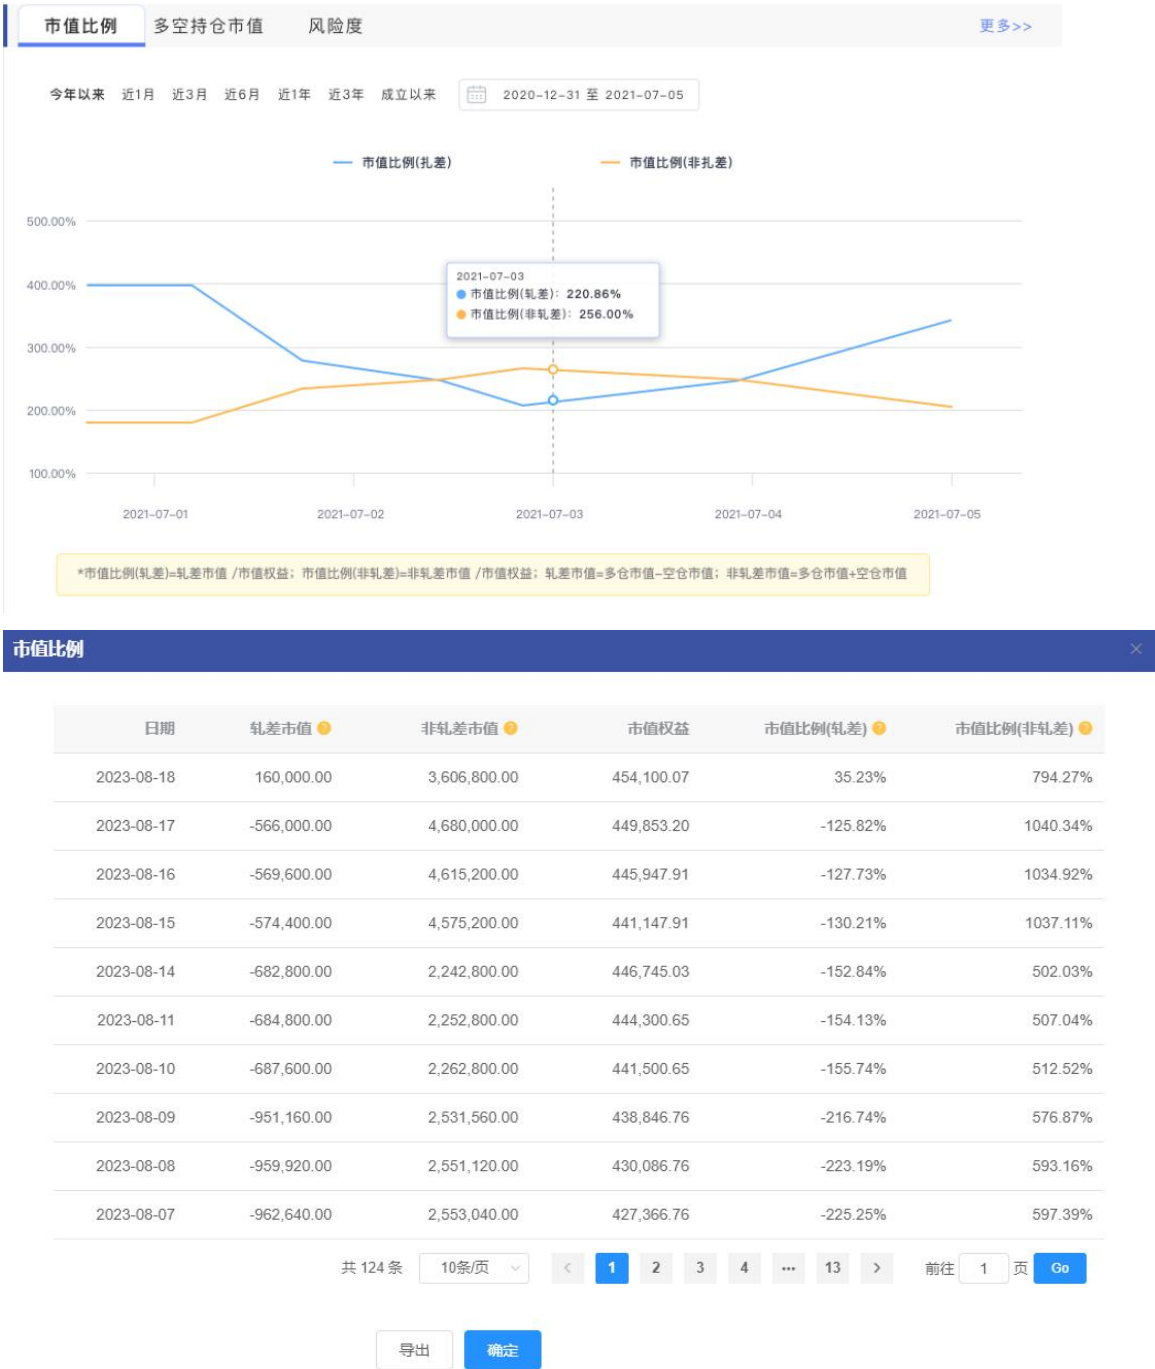 市值比例 多空持仓市值 风险度 更多>>
今年以来 近1月 近3月 近6月 近1年 近3年 成立以来 2020-12-31 至 2021-07-05
市值比例(扎差) 市值比例(非扎差)
500.00%
400.00%
300.00%
200.00%
100.00%
2021-07-03
市值比例(轧差): 220.86%
市值比例(非轧差): 256.00%
2021-07-01 2021-07-02 2021-07-03 2021-07-04 2021-07-05
*市值比例(轧差)=轧差市值 /市值权益; 市值比例(非轧差)=非轧差市值 /市值权益; 轧差市值=多仓市值-空仓市值; 非轧差市值=多仓市值+空仓市值
市值比例 ×
日期 轧差市值 ? 非轧差市值 ? 市值权益 市值比例(轧差) ? 市值比例(非轧差) ?
2023-08-18 160,000.00 3,606,800.00 454,100.07 35.23% 794.27%
2023-08-17 -566,000.00 4,680,000.00 449,853.20 -125.82% 1040.34%
2023-08-16 -569,600.00 4,615,200.00 445,947.91 -127.73% 1034.92%
2023-08-15 -574,400.00 4,575,200.00 441,147.91 -130.21% 1037.11%
2023-08-14 -682,800.00 2,242,800.00 446,745.03 -152.84% 502.03%
2023-08-11 -684,800.00 2,252,800.00 444,300.65 -154.13% 507.04%
2023-08-10 -687,600.00 2,262,800.00 441,500.65 -155.74% 512.52%
2023-08-09 -951,160.00 2,531,560.00 438,846.76 -216.74% 576.87%
2023-08-08 -959,920.00 2,551,120.00 430,086.76 -223.19% 593.16%
2023-08-07 -962,640.00 2,553,040.00 427,366.76 -225.25% 597.39%
共 124 条 10条/页 < 1 2 3 4 ... 13 > 前往 1 页 Go
导出 确定